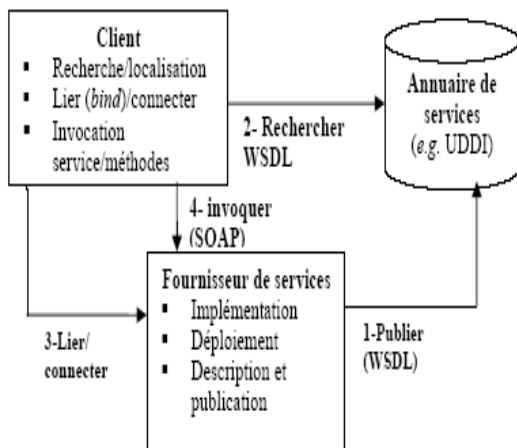 Client
▪ Recherche/localisation
▪ Lier (bind)/connecter
▪ Invocation
service/méthodes
Annuaire de
services
(e.g. UDDI)
2- Rechercher
WSDL
4- invoquer
(SOAP)
Fournisseur de services
▪ Implémentation
▪ Déploiement
▪ Description et
publication
3-Lier/
connecter
1-Publier
(WSDL)